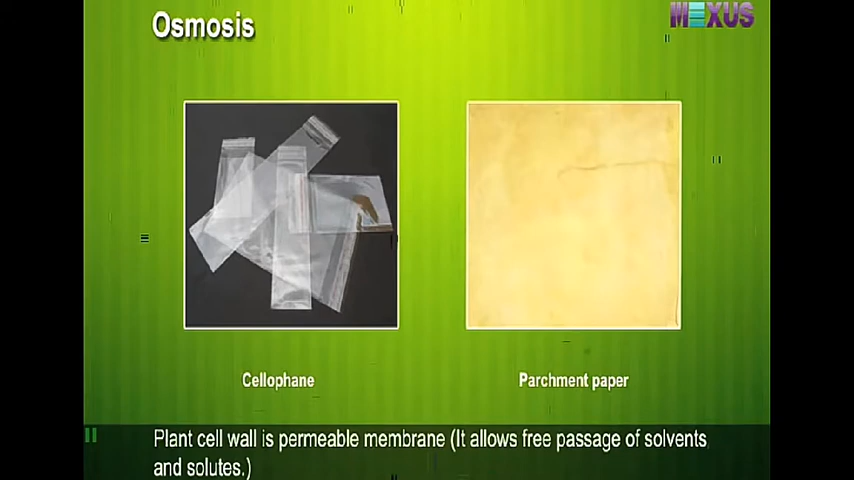 Osmosis
MEXUS
Cellophane
Parchment paper
Plant cell wall is permeable membrane (It allows free passage of solvents
and solutes.)